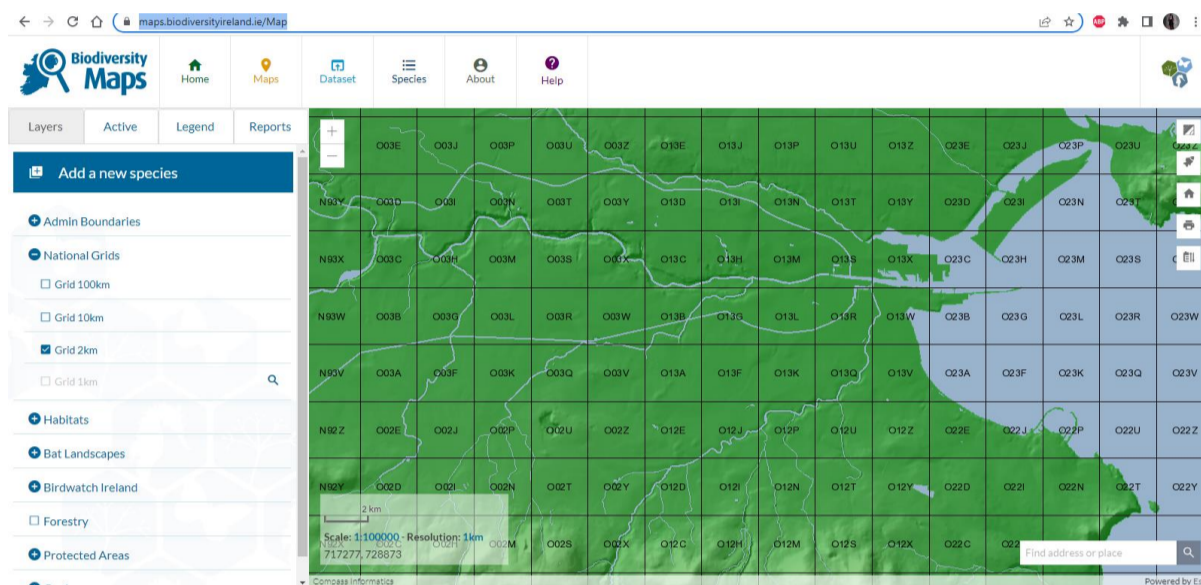 maps.biodiversityireland.ie/Map
ABP
Biodiversity Maps
Home
Maps
Dataset
Species
About
Help
Layers Active Legend Reports
Add a new species
Admin Boundaries
National Grids
Grid 100km
Grid 10km
Grid 2km
Grid 1km
Habitats
Bat Landscapes
Birdwatch Ireland
Forestry
Protected Areas
+
−
O03E O03J O03P O03U O03Z O13E O13J O13P O13U O13Z O23E O23J O23P O23U O23Z
N93Y O03D O03I O03N O03T O03Y O13D O13I O13N O13T O13Y O23D O23I O23N O23T
N93X O03C O03H O03M O03S O03X O13C O13H O13M O13S O13X O23C O23H O23M O23S
N93W O03B O03G O03L O03R O03W O13B O13G O13L O13R O13W O23B O23G O23L O23R O23W
N93V O03A O03F O03K O03Q O03V O13A O13F O13K O13Q O13V O23A O23F O23K O23Q O23V
N92Z O02E O02J O02P O02U O02Z O12E O12J O12P O12U O12Z O22E O22J O22P O22U O22Z
N92Y O02D O02I O02N O02T O02Y O12D O12I O12N O12T O12Y O22D O22I O22N O22T O22Y
N92X O02C O02H O02M O02S O02X O12C O12H O12M O12S O12X O22C
2 km
Scale: 1:100000 - Resolution: 1km
717277, 728873
Find address or place
Compass Informatics
Powered by E